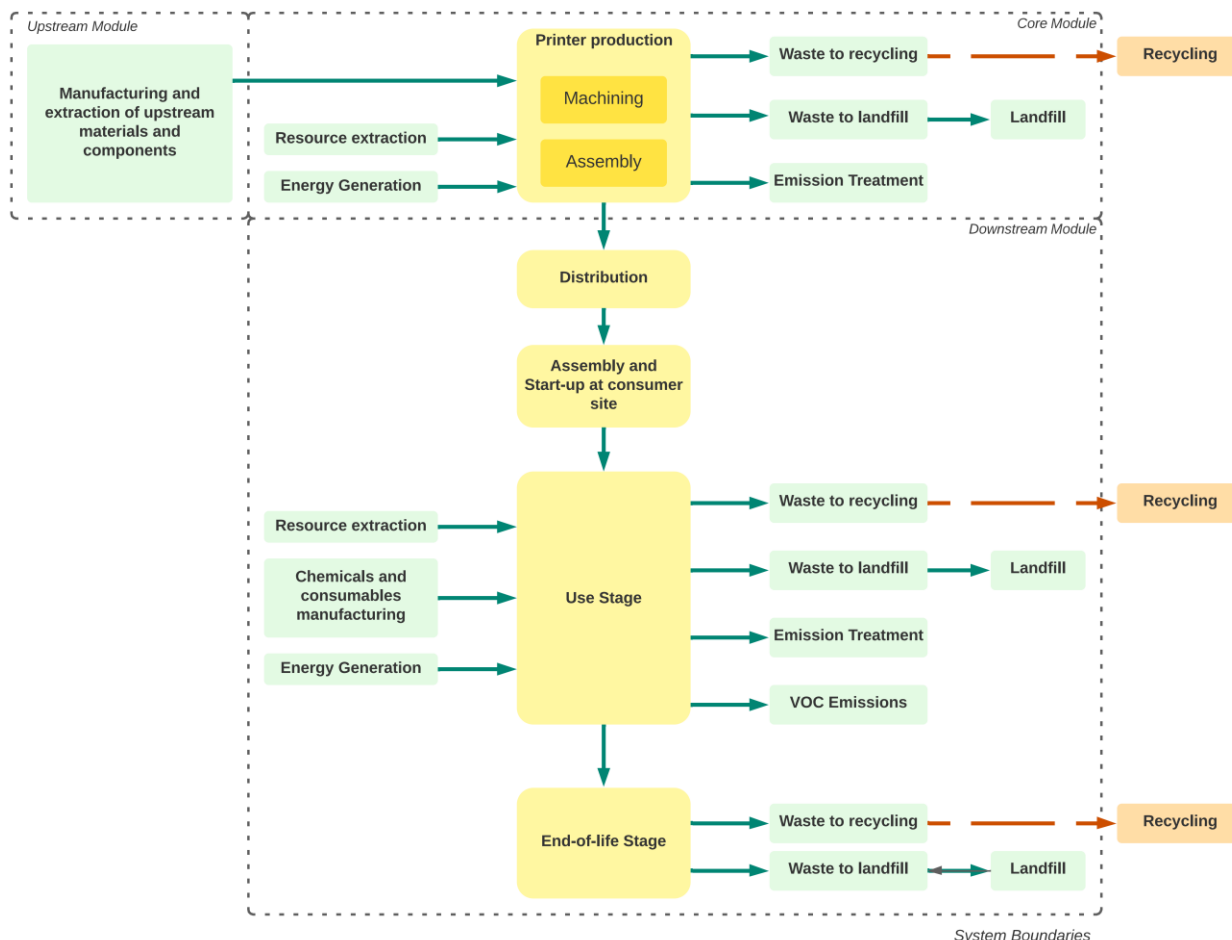 Upstream Module
Core Module
Manufacturing and
extraction of upstream
materials and
components
Resource extraction
Energy Generation
Printer production
Machining
Assembly
Waste to recycling
Recycling
Waste to landfill
Landfill
Emission Treatment
Downstream Module
Distribution
Assembly and
Start-up at consumer
site
Resource extraction
Chemicals and
consumables
manufacturing
Energy Generation
Use Stage
Waste to recycling
Recycling
Waste to landfill
Landfill
Emission Treatment
VOC Emissions
End-of-life Stage
Waste to recycling
Recycling
Waste to landfill
Landfill
System Boundaries